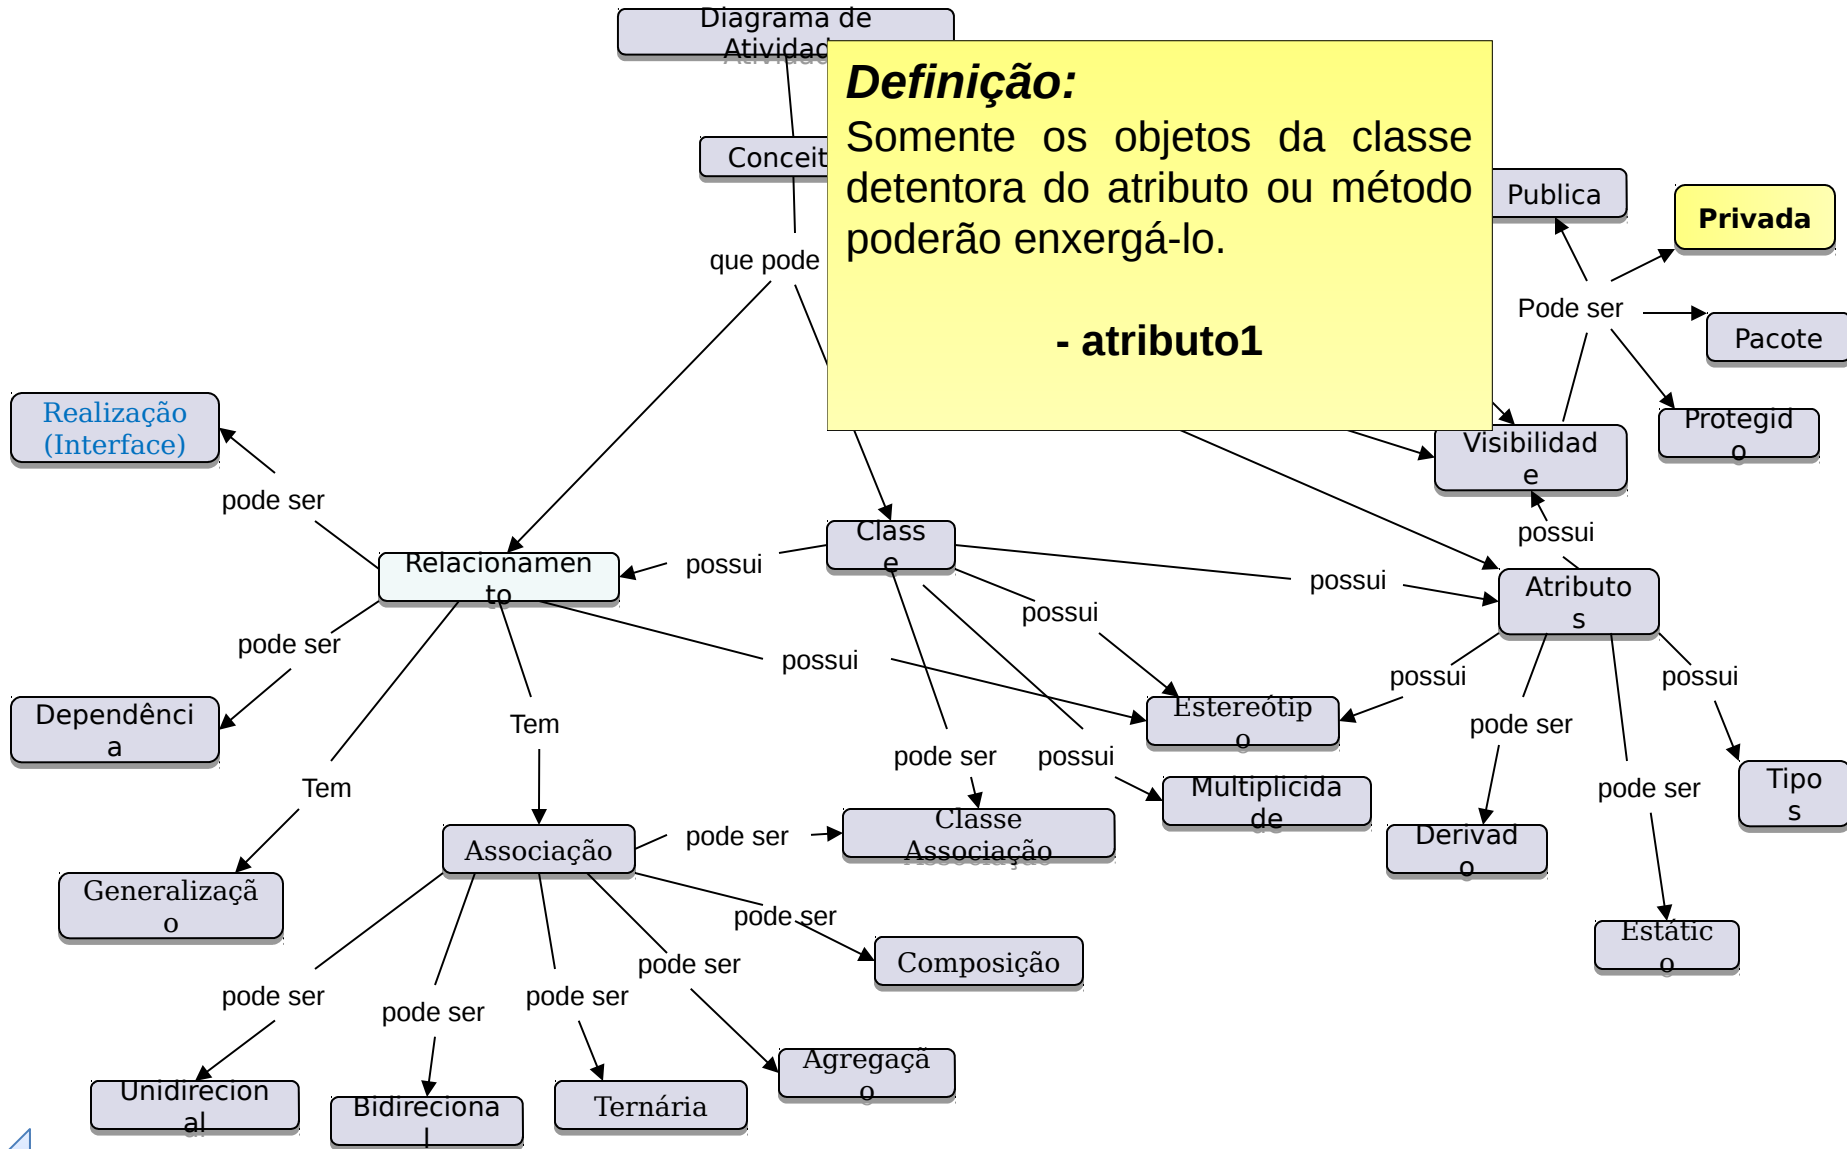 Diagrama de
Atividad
Definição:
Somente os objetos da classe
detentora do atributo ou método
poderão enxergá-lo.
- atributo1
Conceit
que pode
Publica
Privada
Pode ser
Pacote
Protegid
o
Visibilidad
e
possui
Realização
(Interface)
pode ser
Relacionamen
to
possui
Class
e
possui
Atributo
s
possui
pode ser
possui
possui
possui
Dependênci
a
Tem
Estereótip
o
pode ser
pode ser
possui
Multiplicida
de
Tem
pode ser
Tipo
s
Associação
pode ser
Classe
Associação
Derivad
o
Generalizaçã
o
pode ser
Composição
Estátic
o
pode ser
pode ser
pode ser
pode ser
Agregaçã
o
Unidirecion
al
Bidireciona
l
Ternária